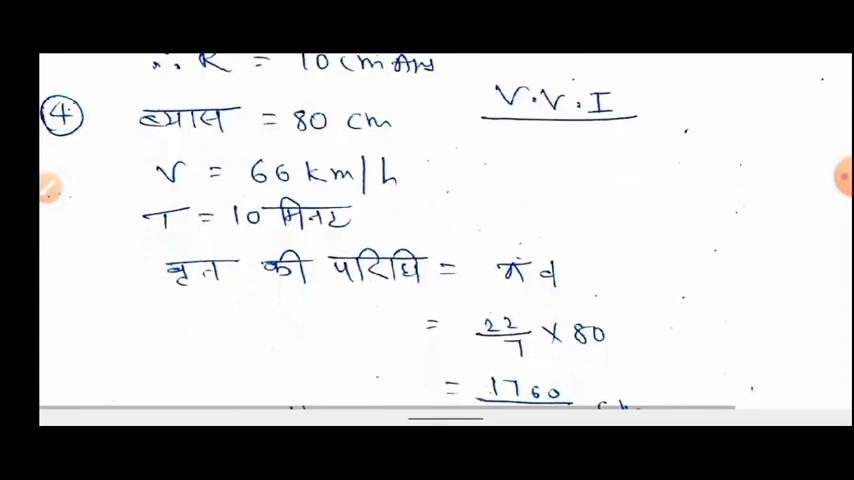 ∴ R = 10 cm Ans
V.V.I
④ ब्यास = 80 cm
V = 66 km/h
T = 10 मिनट
वृत की परिधि = πd
= 22/7 × 80
= 1760